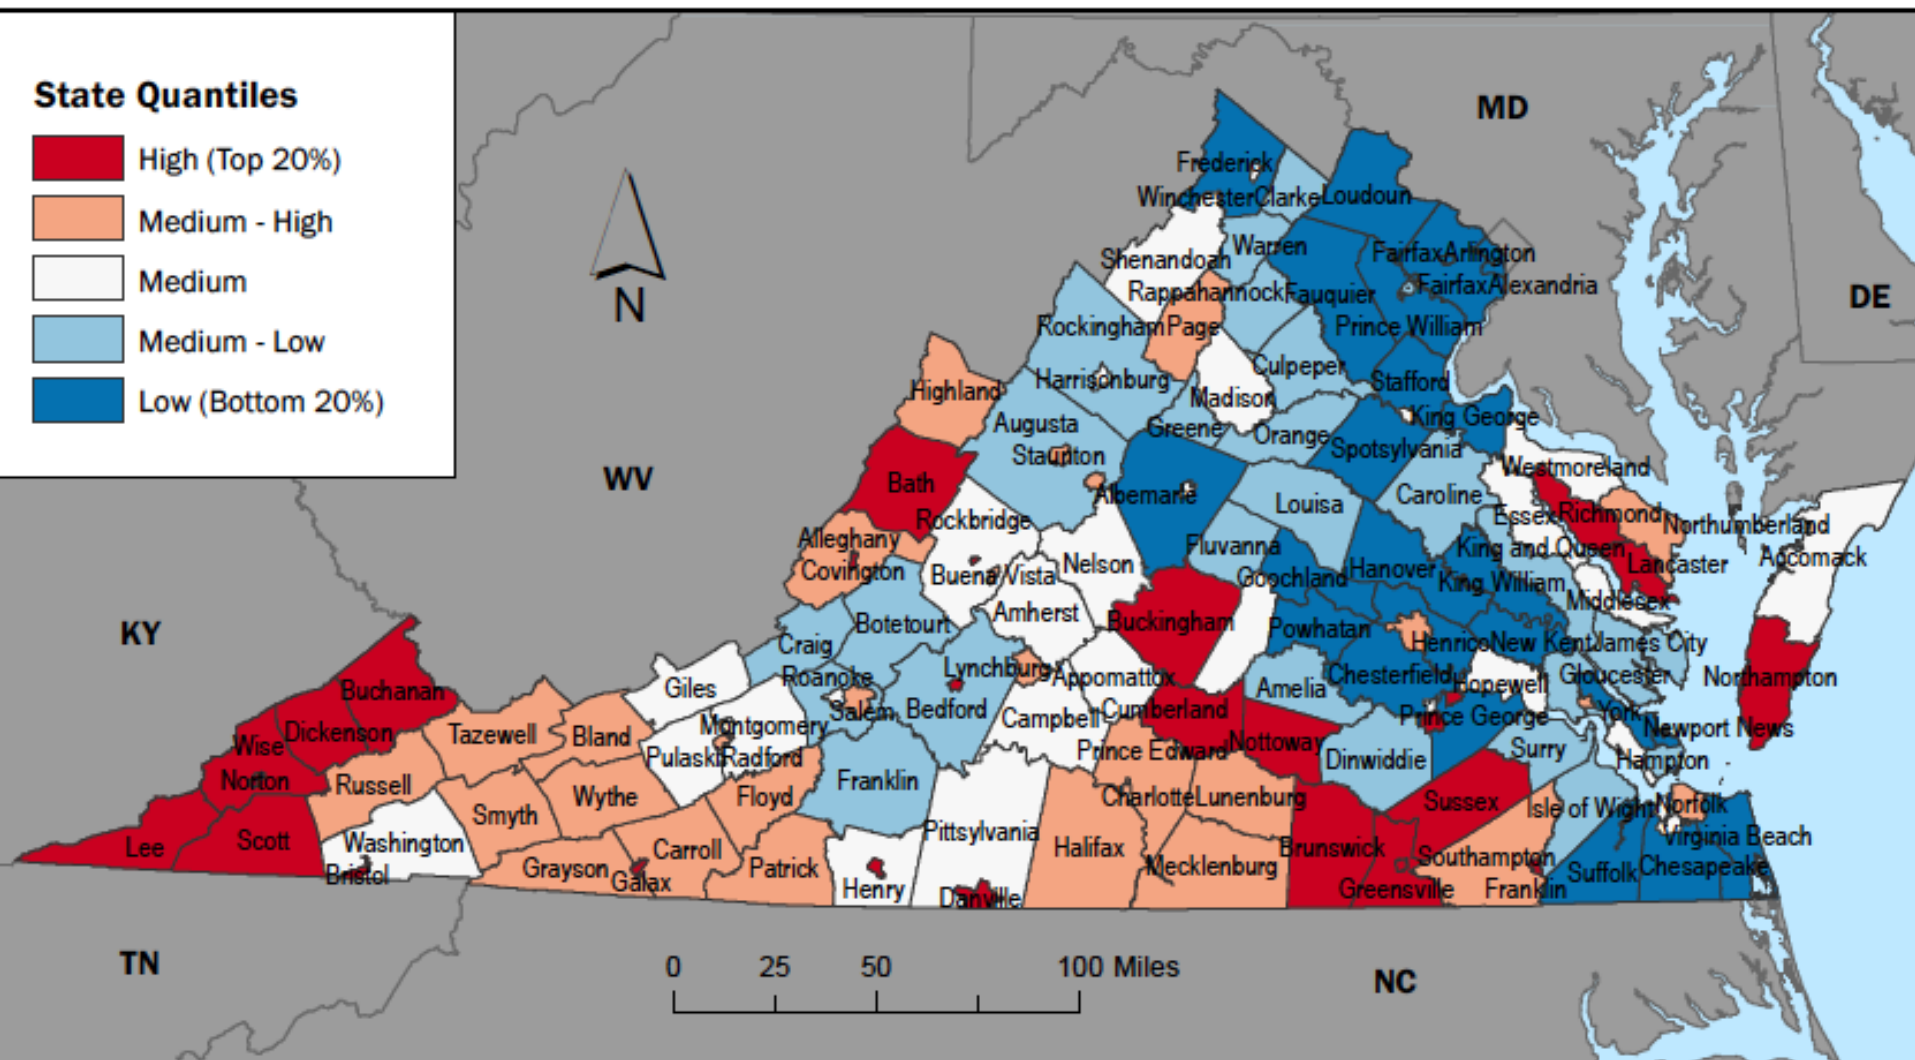 State Quantiles
High (Top 20%)
Medium - High
Medium
Medium - Low
Low (Bottom 20%)
N
MD
DE
WV
KY
TN
NC
Frederick
Winchester
Clarke
Loudoun
Shenandoah
Warren
Fairfax
Arlington
Rappahannock
Fauquier
Fairfax
Alexandria
Rockingham
Page
Prince William
Highland
Harrisonburg
Culpeper
Stafford
Madison
Augusta
Greene
Orange
King George
Staunton
Spotsylvania
Westmoreland
Bath
Albemarle
Louisa
Caroline
Rockbridge
Essex
Richmond
Northumberland
Alleghany
Nelson
Fluvanna
King and Queen
Accomack
Covington
Buena Vista
Goochland
Hanover
King William
Lancaster
Amherst
Middlesex
Botetourt
Buckingham
Powhatan
Henrico
New Kent
James City
Craig
Roanoke
Lynchburg
Appomattox
Chesterfield
Gloucester
Northampton
Buchanan
Giles
Amelia
Hopewell
Salem
Bedford
Campbell
Cumberland
Prince George
York
Newport News
Dickenson
Tazewell
Bland
Montgomery
Wise
Pulaski
Radford
Prince Edward
Nottoway
Dinwiddie
Surry
Hampton
Norton
Russell
Wythe
Floyd
Franklin
Charlotte
Lunenburg
Sussex
Isle of Wight
Norfolk
Smyth
Lee
Scott
Washington
Carroll
Pittsylvania
Halifax
Brunswick
Virginia Beach
Bristol
Grayson
Galax
Patrick
Henry
Danville
Mecklenburg
Southampton
Greensville
Franklin
Suffolk
Chesapeake
0 25 50 100 Miles